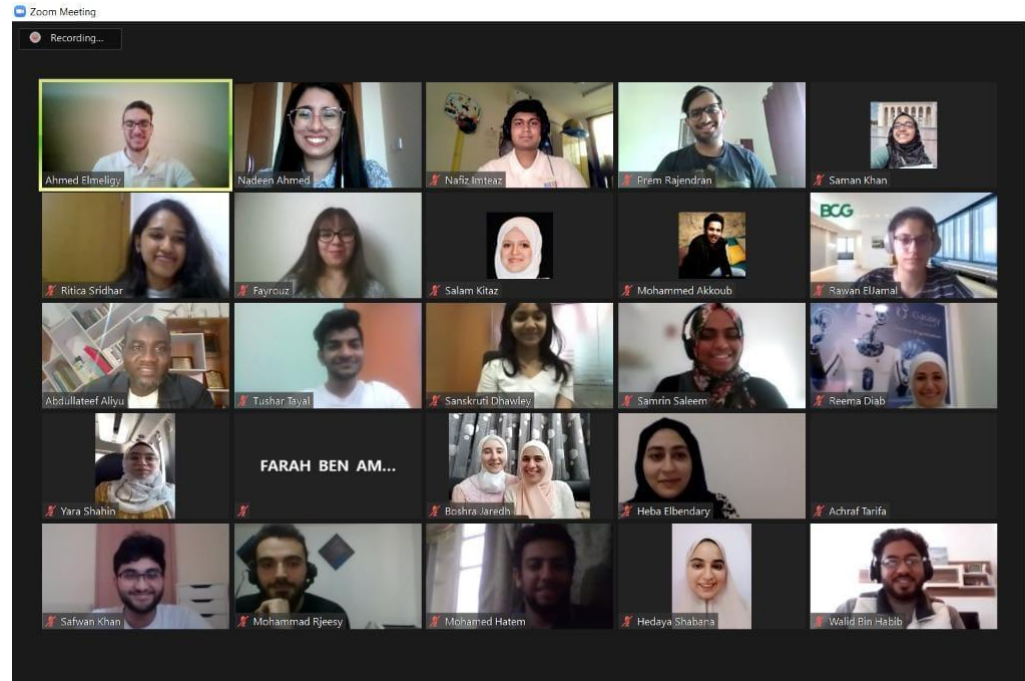 Zoom Meeting
Recording...
Ahmed Elmeligy
Nadeen Ahmed
Nafiz Imteaz
Prem Rajendran
Saman Khan
Ritica Sridhar
Fayrouz
Salam Kitaz
Mohammed Akkoub
BCG
Rawan ElJamal
Abdullateef Aliyu
Tushar Tayal
Sanskruti Dhawley
Samrin Saleem
Reema Diab
Yara Shahin
FARAH BEN AM...
Boshra Jaredh
Heba Elbendary
Achraf Tarifa
Safwan Khan
Mohammad Rjeesy
Mohamed Hatem
Hedaya Shabana
Walid Bin Habib